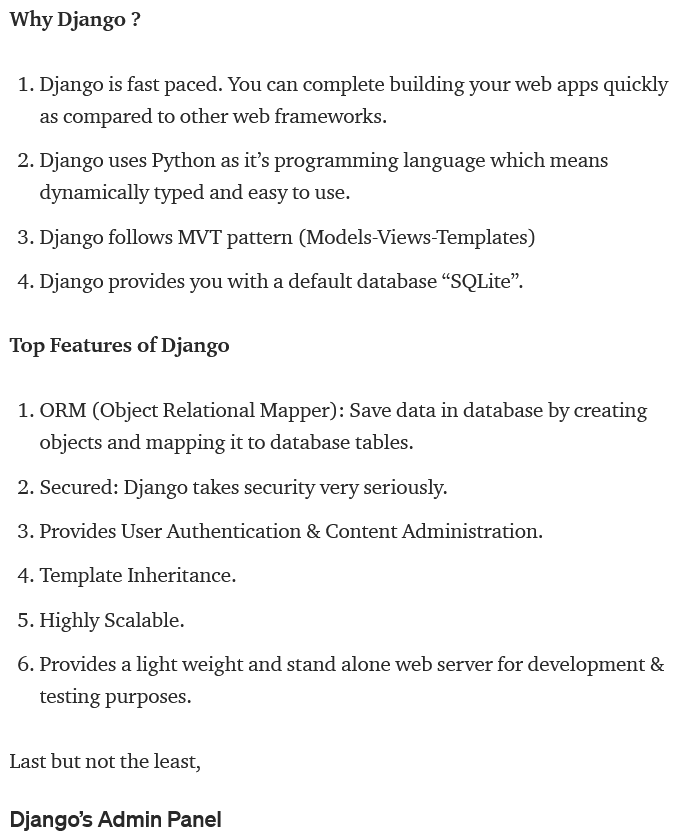 Why Django ?
1. Django is fast paced. You can complete building your web apps quickly
as compared to other web frameworks.
2. Django uses Python as it’s programming language which means
dynamically typed and easy to use.
3. Django follows MVT pattern (Models-Views-Templates)
4. Django provides you with a default database “SQLite”.
Top Features of Django
1. ORM (Object Relational Mapper): Save data in database by creating
objects and mapping it to database tables.
2. Secured: Django takes security very seriously.
3. Provides User Authentication & Content Administration.
4. Template Inheritance.
5. Highly Scalable.
6. Provides a light weight and stand alone web server for development &
testing purposes.
Last but not the least,
Django’s Admin Panel